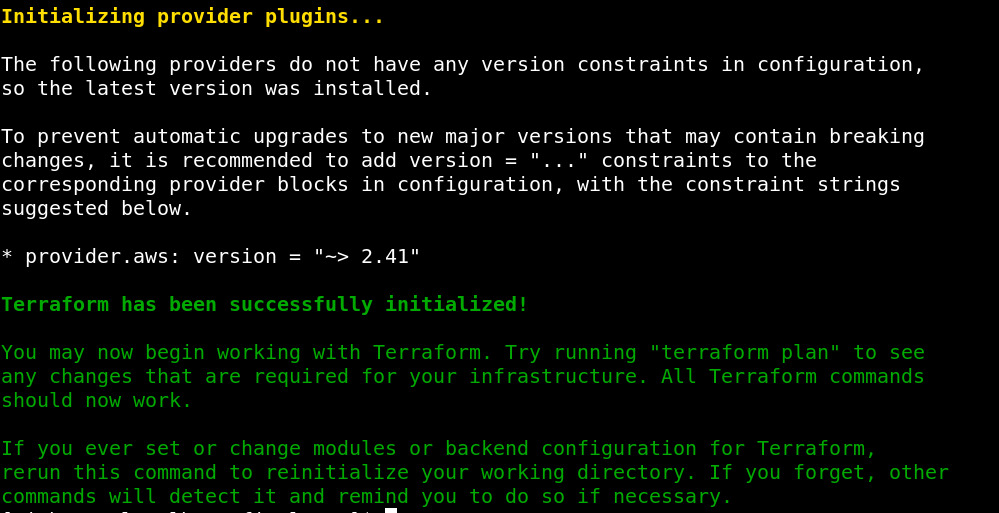 Initializing provider plugins...
The following providers do not have any version constraints in configuration,
so the latest version was installed.
To prevent automatic upgrades to new major versions that may contain breaking
changes, it is recommended to add version = "..." constraints to the
corresponding provider blocks in configuration, with the constraint strings
suggested below.
* provider.aws: version = "~> 2.41"
Terraform has been successfully initialized!
You may now begin working with Terraform. Try running "terraform plan" to see
any changes that are required for your infrastructure. All Terraform commands
should now work.
If you ever set or change modules or backend configuration for Terraform,
rerun this command to reinitialize your working directory. If you forget, other
commands will detect it and remind you to do so if necessary.